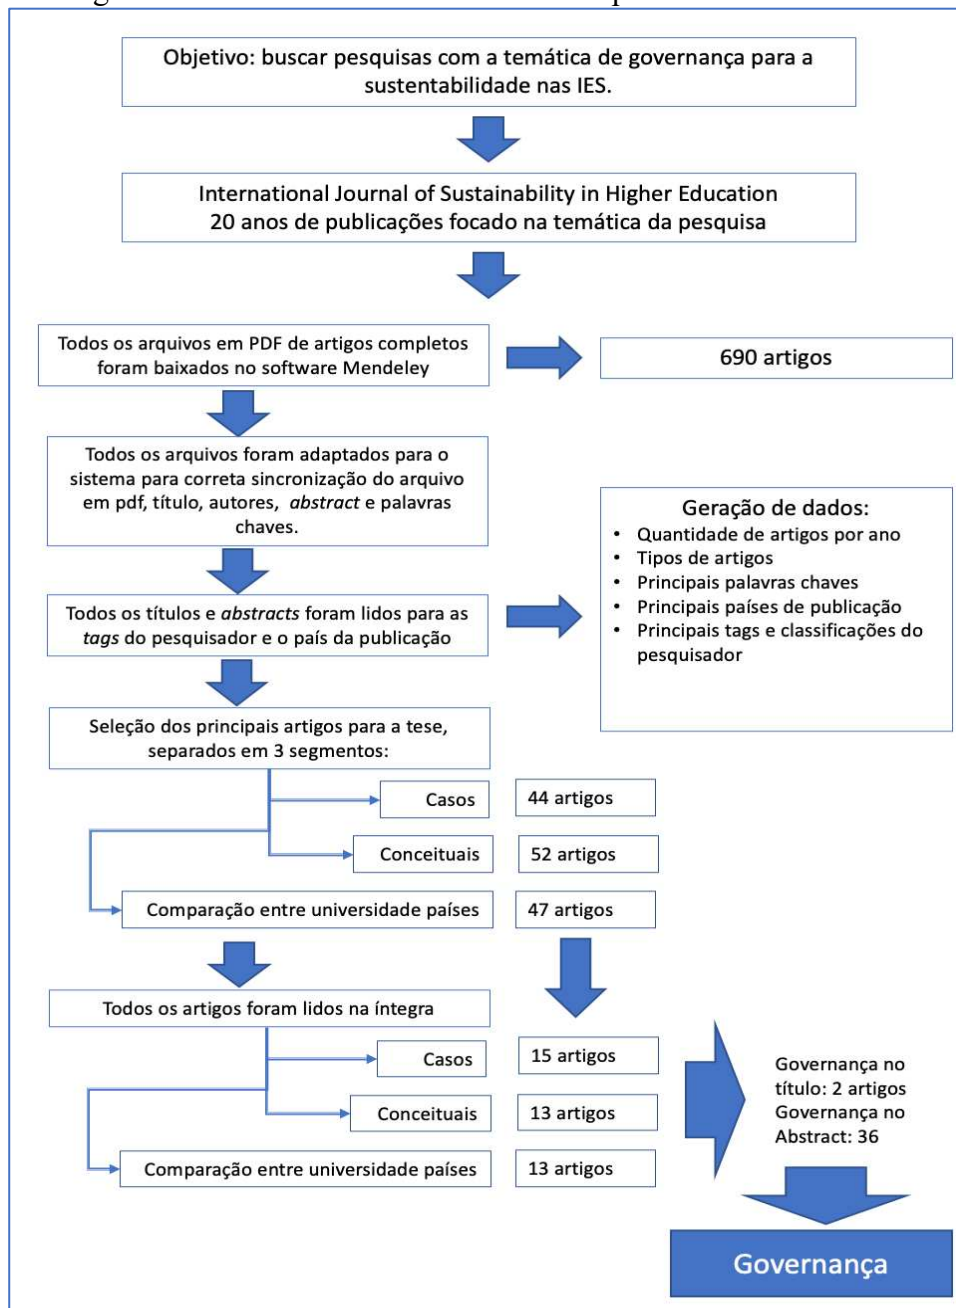 Objetivo: buscar pesquisas com a temática de governança para a
sustentabilidade nas IES.
International Journal of Sustainability in Higher Education
20 anos de publicações focado na temática da pesquisa
Todos os arquivos em PDF de artigos completos
foram baixados no software Mendeley
690 artigos
Todos os arquivos foram adaptados para o
sistema para correta sincronização do arquivo
em pdf, título, autores, abstract e palavras
chaves.
Geração de dados:
• Quantidade de artigos por ano
• Tipos de artigos
• Principais palavras chaves
• Principais países de publicação
• Principais tags e classificações do
pesquisador
Todos os títulos e abstracts foram lidos para as
tags do pesquisador e o país da publicação
Seleção dos principais artigos para a tese,
separados em 3 segmentos:
Casos
44 artigos
Conceituais
52 artigos
Comparação entre universidade países
47 artigos
Todos os artigos foram lidos na íntegra
Casos
15 artigos
Conceituais
13 artigos
Comparação entre universidade países
13 artigos
Governança no
título: 2 artigos
Governança no
Abstract: 36
Governança